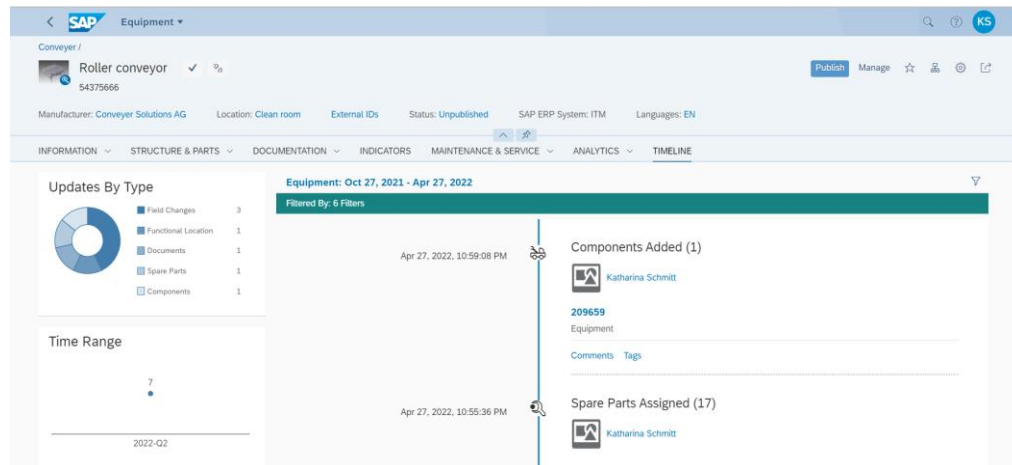 SAP Equipment
KS
Conveyer /
Roller conveyor
54375666
Publish Manage
Manufacturer: Conveyer Solutions AG Location: Clean room External IDs Status: Unpublished SAP ERP System: ITM Languages: EN
INFORMATION STRUCTURE & PARTS DOCUMENTATION INDICATORS MAINTENANCE & SERVICE ANALYTICS TIMELINE
Updates By Type
Field Changes 3
Functional Location 1
Documents 1
Spare Parts 1
Components 1
Time Range
7
2022-Q2
Equipment: Oct 27, 2021 - Apr 27, 2022
Filtered By: 6 Filters
Apr 27, 2022, 10:59:08 PM
Components Added (1)
Katharina Schmitt
209659
Equipment
Comments Tags
Apr 27, 2022, 10:55:36 PM
Spare Parts Assigned (17)
Katharina Schmitt